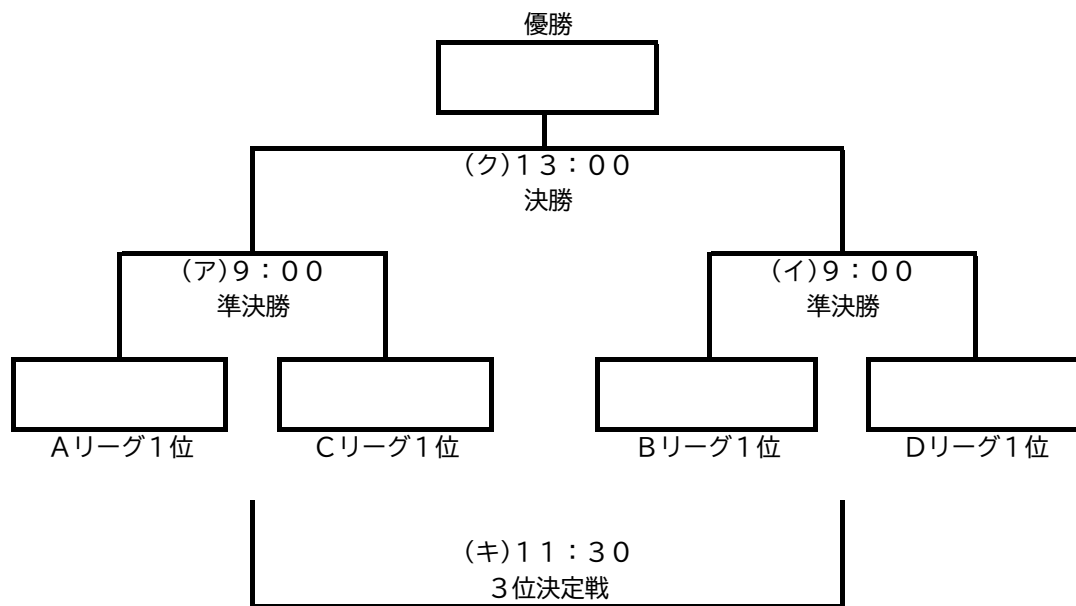 優勝
(ク)13：00
決勝
(ア)9：00
準決勝
(イ)9：00
準決勝
Aリーグ1位
Cリーグ1位
Bリーグ1位
Dリーグ1位
(キ)11：30
3位決定戦